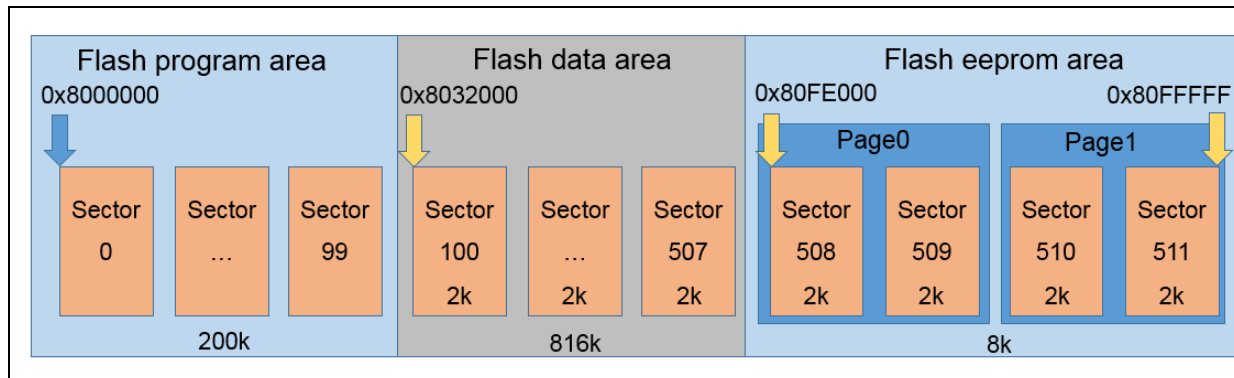 Flash program area
0x8000000
Sector
0
Sector
...
Sector
99
200k
Flash data area
0x8032000
Sector
100
2k
Sector
...
2k
Sector
507
2k
816k
Flash eeprom area
0x80FE000
0x80FFFFF
Page0
Sector
508
2k
Sector
509
2k
Page1
Sector
510
2k
Sector
511
2k
8k